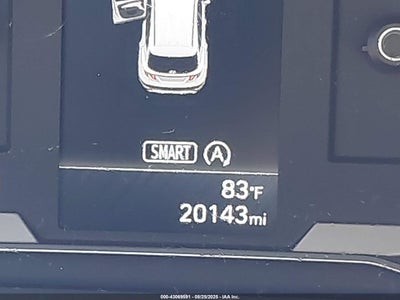 SMART A
83°F
20143mi
000-43069591 - 08/29/2025 - IAA Inc.